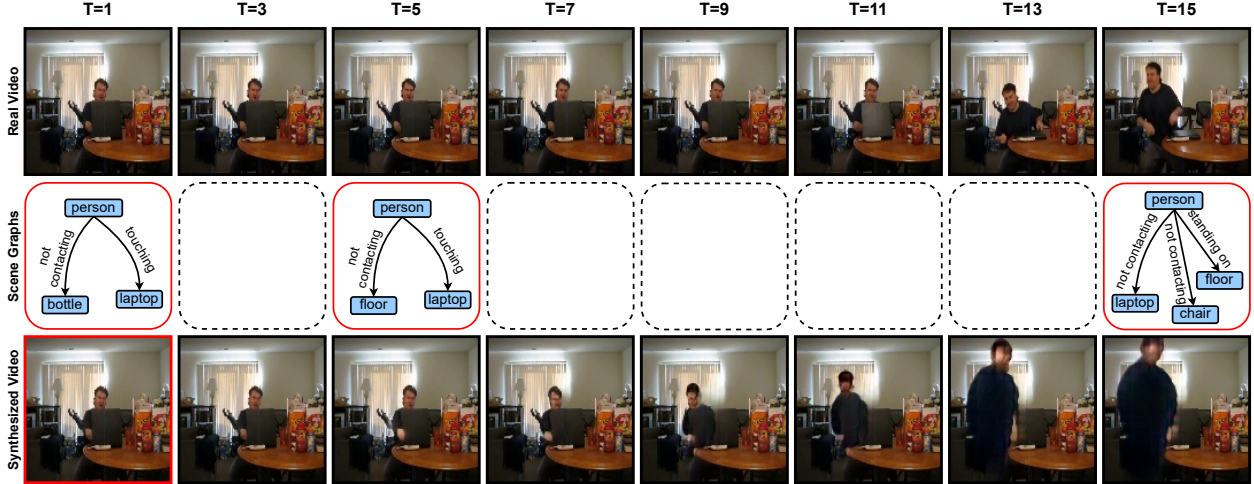 T=1 T=3 T=5 T=7 T=9 T=11 T=13 T=15
Real Video
Scene Graphs
person
not contacting
touching
bottle
laptop
person
not contacting
touching
floor
laptop
person
not contacting
not contacting
standing on
laptop
chair
floor
Synthesized Video